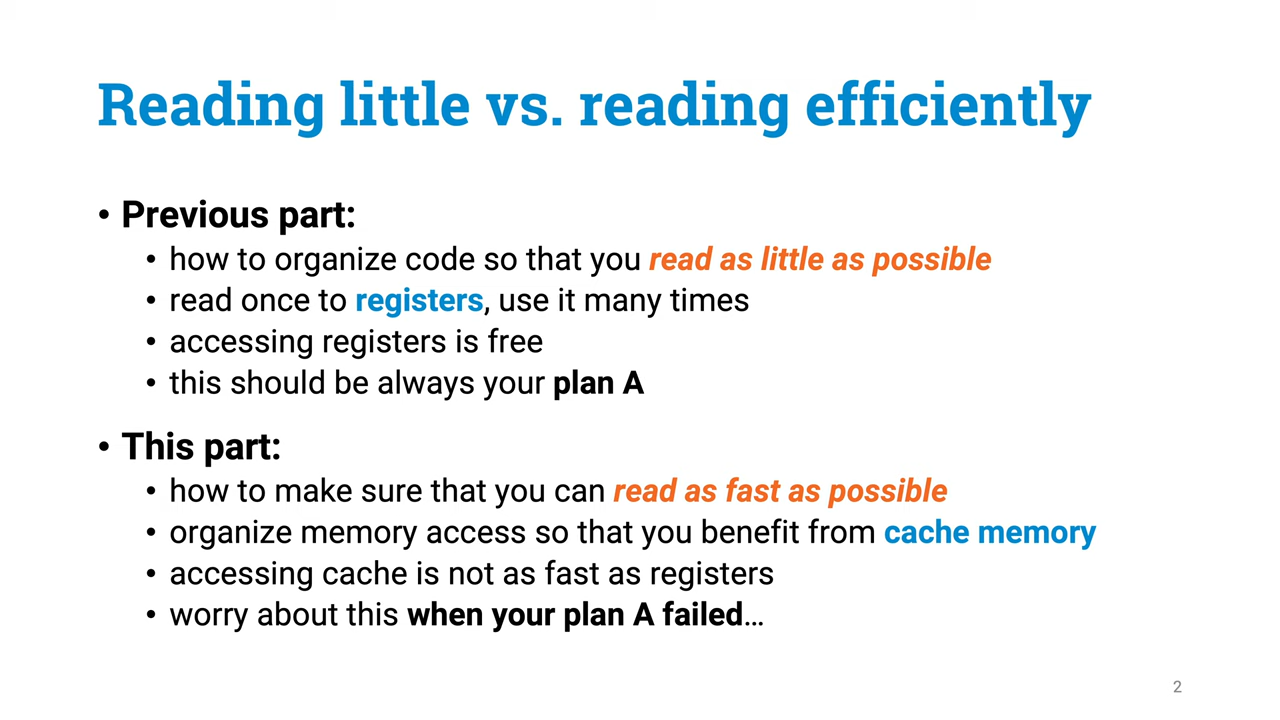 Reading little vs. reading efficiently
• Previous part:
• how to organize code so that you read as little as possible
• read once to registers, use it many times
• accessing registers is free
• this should be always your plan A
• This part:
• how to make sure that you can read as fast as possible
• organize memory access so that you benefit from cache memory
• accessing cache is not as fast as registers
• worry about this when your plan A failed…
2